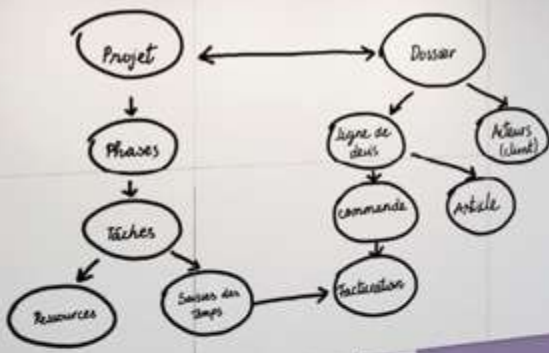 Projet
Dossier
Phases
ligne de
devis
Acteurs
(client)
Tâches
commande
Article
Ressources
Saisies des
temps
Facturation